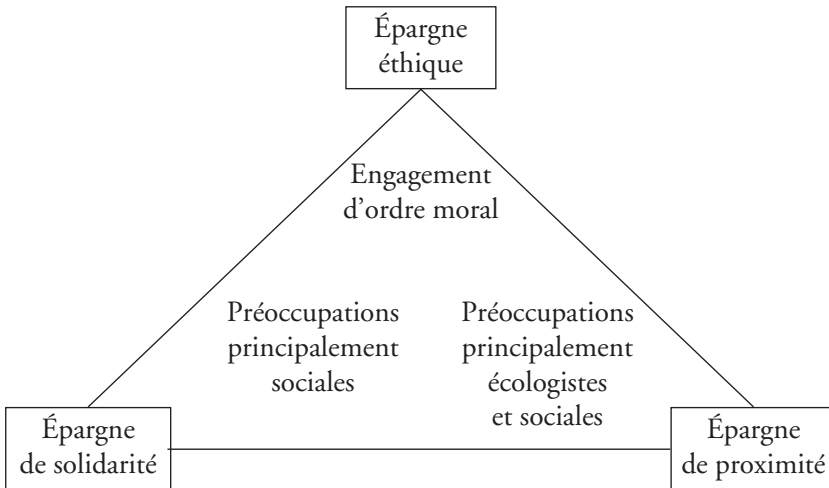 Épargne
éthique
Engagement
d'ordre moral
Préoccupations
principalement
sociales
Préoccupations
principalement
écologistes
et sociales
Épargne
de solidarité
Épargne
de proximité